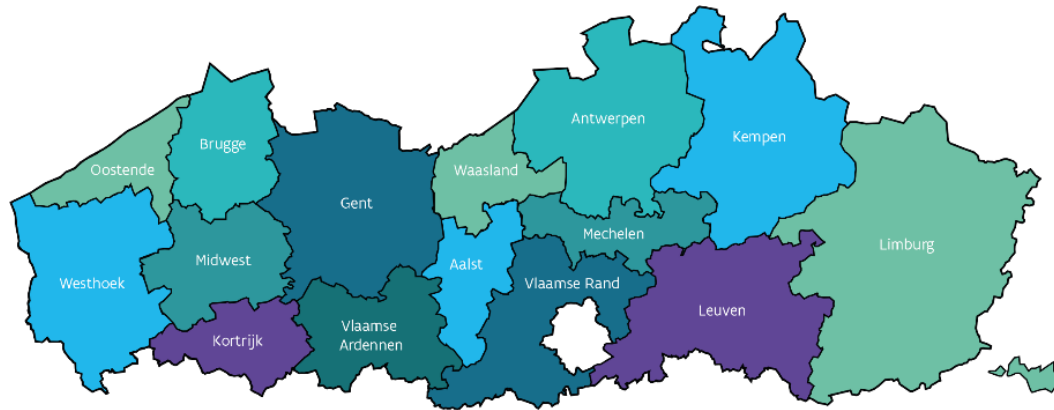 Antwerpen
Kempen
Brugge
Oostende
Waasland
Gent
Mechelen
Limburg
Midwest
Aalst
Westhoek
Vlaamse Rand
Leuven
Kortrijk
Vlaamse
Ardennen